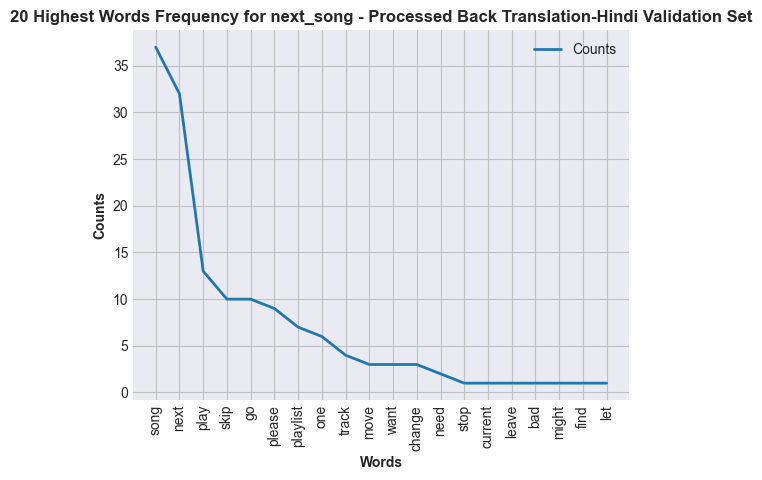 20 Highest Words Frequency for next_song - Processed Back Translation-Hindi Validation Set
Counts
35
30
25
20
15
10
5
0
Counts
song
next
play
skip
go
please
playlist
one
track
move
want
change
need
stop
current
leave
bad
might
find
let
Words